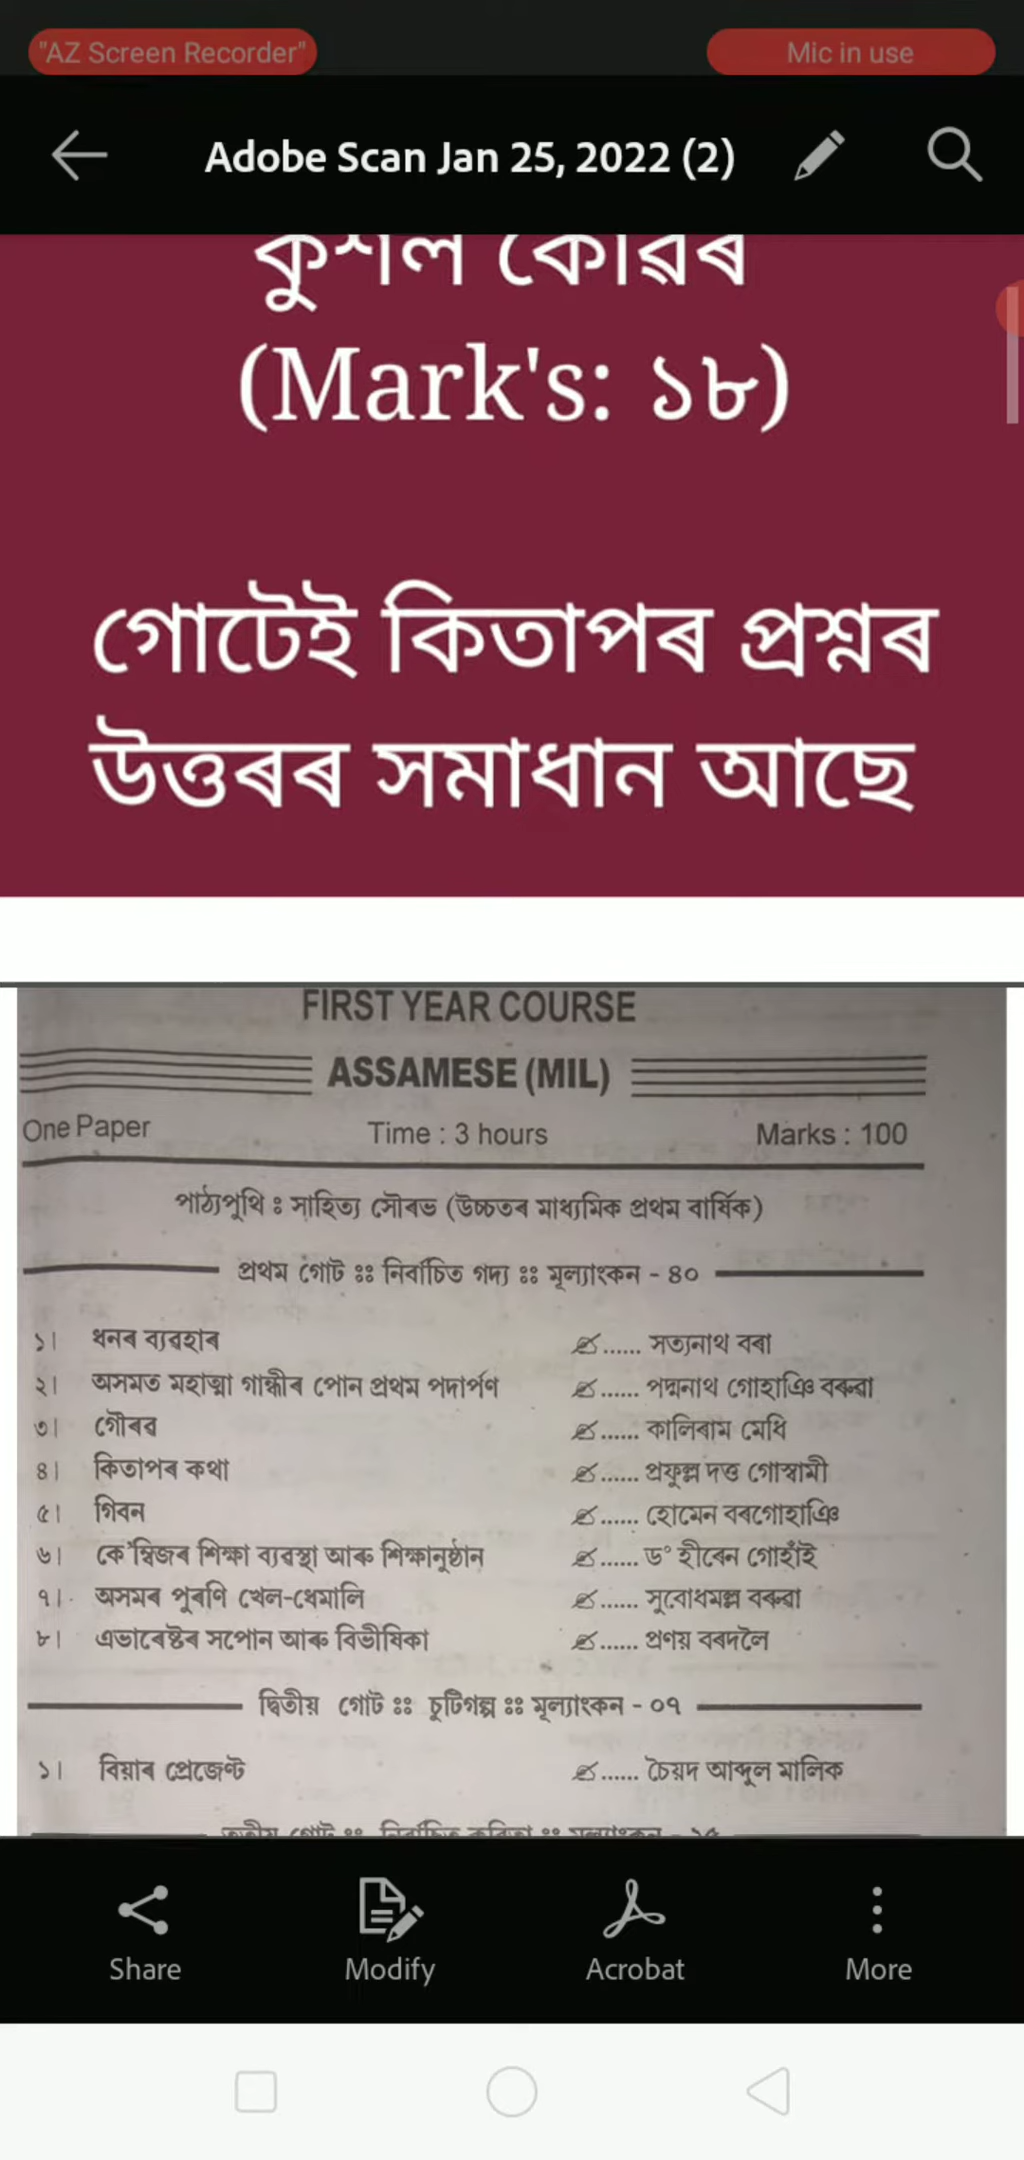 "AZ Screen Recorder" Mic in use
Adobe Scan Jan 25, 2022 (2)
কুশল কোঁৱৰ
(Mark's: ১৮)
গোটেই কিতাপৰ প্ৰশ্নৰ
উত্তৰৰ সমাধান আছে
FIRST YEAR COURSE
ASSAMESE (MIL)
One Paper Time : 3 hours Marks : 100
পাঠ্যপুথি ঃ সাহিত্য সৌৰভ (উচ্চতৰ মাধ্যমিক প্ৰথম বাৰ্ষিক)
প্ৰথম গোট ঃঃ নিৰ্বাচিত গদ্য ঃঃ মূল্যাংকন - ৪০
১। ধনৰ ব্যৱহাৰ ✍...... সত্যনাথ বৰা
২। অসমত মহাত্মা গান্ধীৰ পোন প্ৰথম পদাৰ্পণ ✍...... পদ্মনাথ গোহাঞি বৰুৱা
৩। গৌৰৱ ✍...... কালিৰাম মেধি
৪। কিতাপৰ কথা ✍...... প্ৰফুল্ল দত্ত গোস্বামী
৫। গিবন ✍...... হোমেন বৰগোহাঞি
৬। কে'ম্ব্ৰিজৰ শিক্ষা ব্যৱস্থা আৰু শিক্ষানুষ্ঠান ✍...... ড° হীৰেন গোহাঁই
৭। অসমৰ পুৰণি খেল-ধেমালি ✍...... সুবোধমল্ল বৰুৱা
৮। এভাৰেষ্টৰ সপোন আৰু বিভীষিকা ✍...... প্ৰণয় বৰদলৈ
দ্বিতীয় গোট ঃঃ চুটিগল্প ঃঃ মূল্যাংকন - ০৭
১। বিয়াৰ প্ৰেজেণ্ট ✍...... চৈয়দ আব্দুল মালিক
তৃতীয় গোট ঃঃ নিৰ্বাচিত কবিতা ঃঃ মূল্যাংকন -
Share Modify Acrobat More